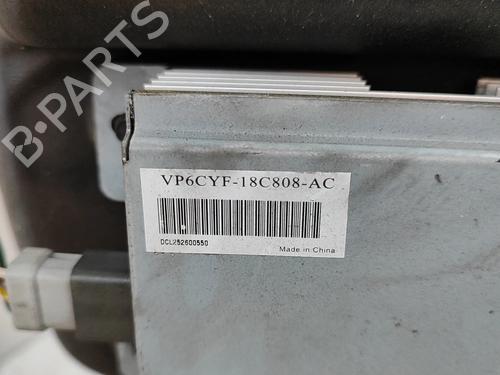 B-PARTS
VP6CYF-18C808-AC
DCL252600550
Made in China